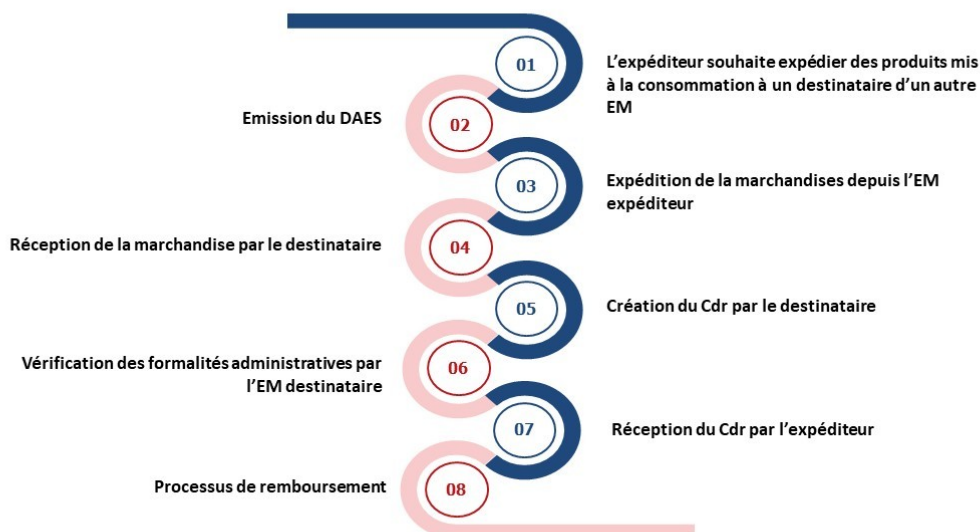 01
L'expéditeur souhaite expédier des produits mis
à la consommation à un destinataire d'un autre
EM
Emission du DAES
02
03
Expédition de la marchandises depuis l'EM
expéditeur
Réception de la marchandise par le destinataire
04
05
Création du Cdr par le destinataire
Vérification des formalités administratives par
l'EM destinataire
06
07
Réception du Cdr par l'expéditeur
Processus de remboursement
08